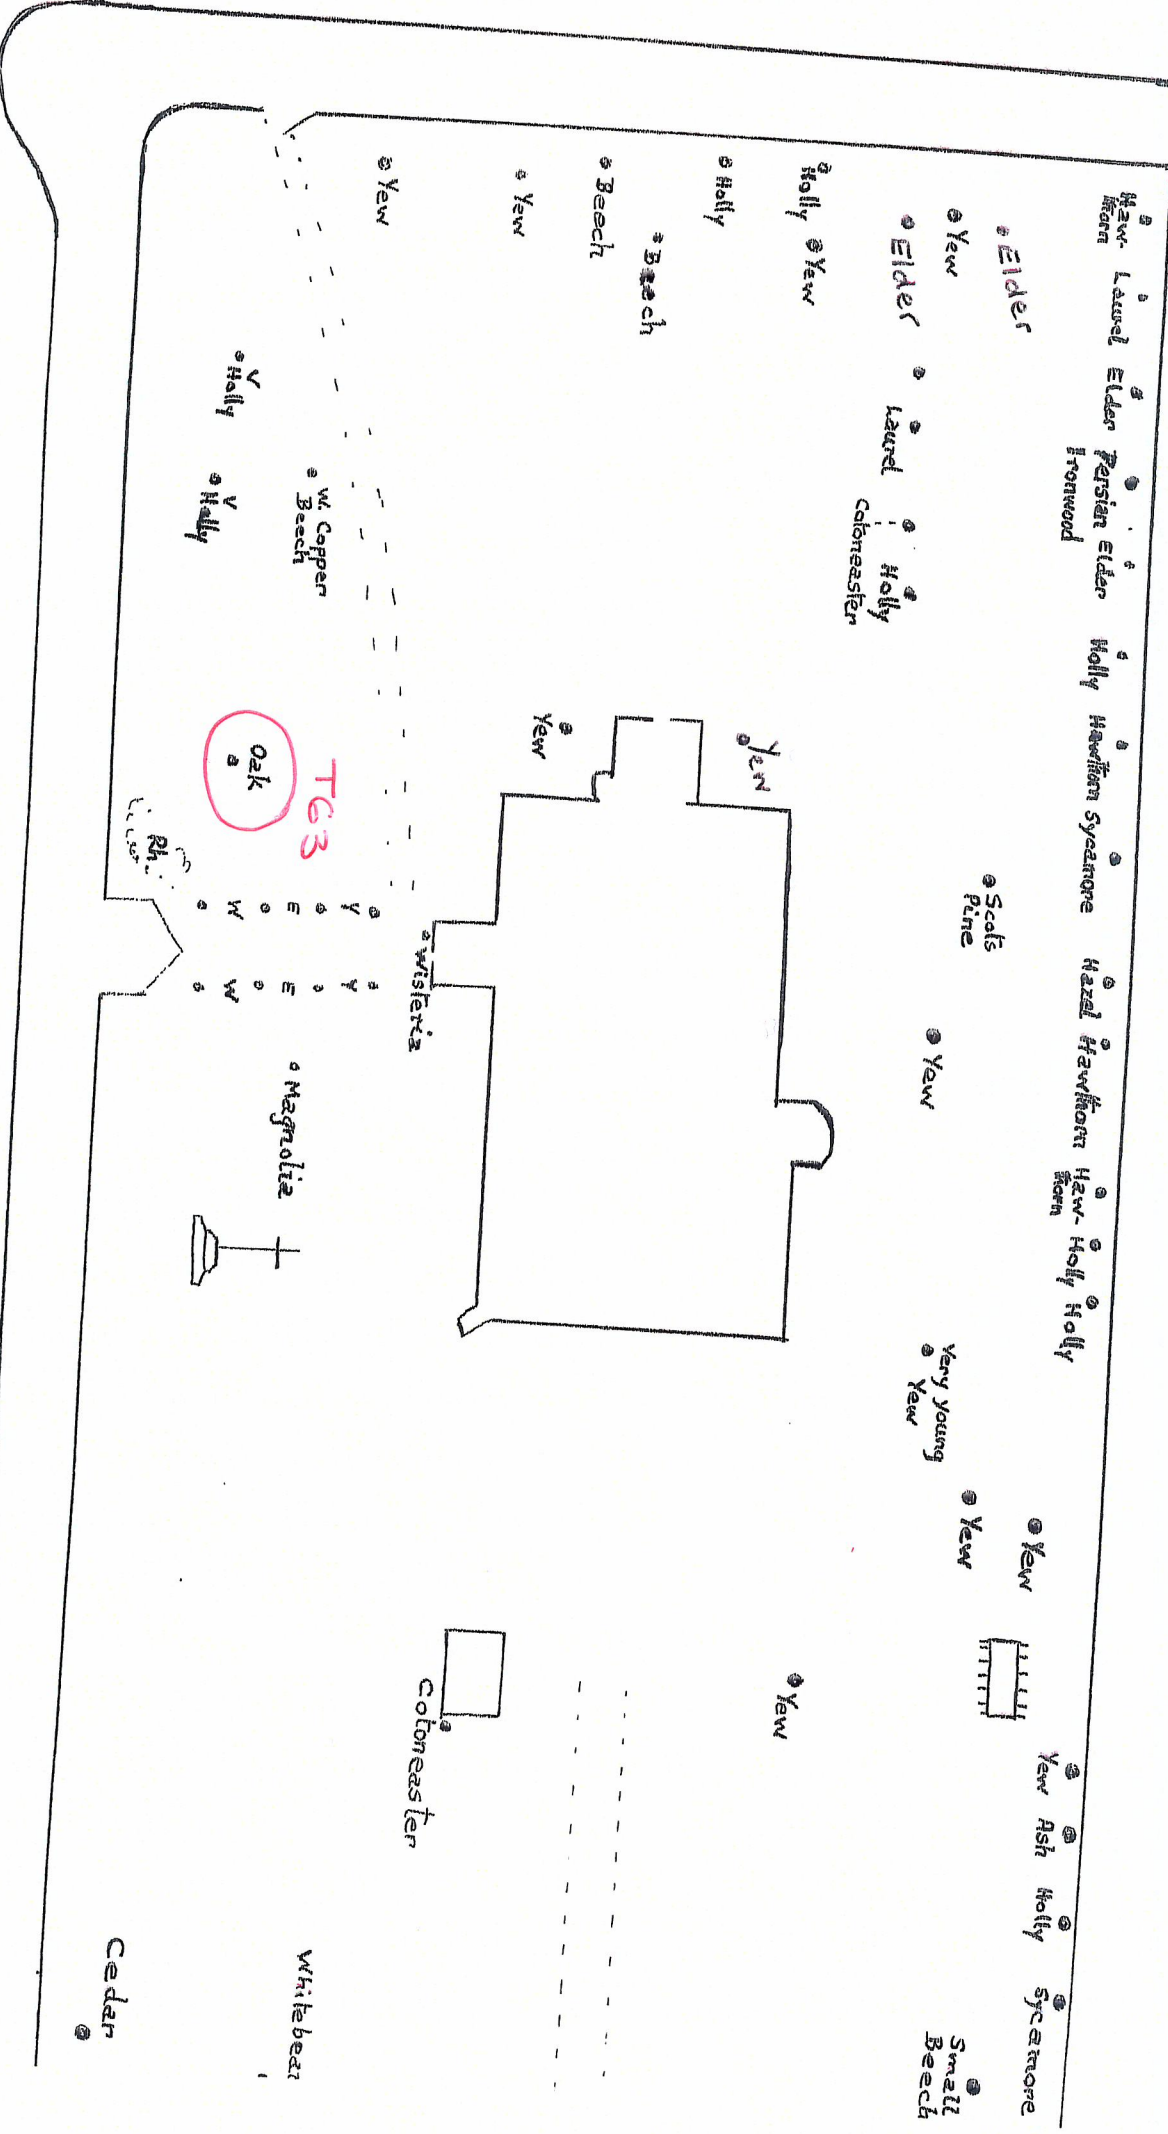 Haw-
thorn
Laurel
Elder
Persian
Ironwood
Elder
Holly
Hawthorn
Sycamore
Hazel
Hawthorn
Haw-
thorn
Holly
Holly
Yew
Ash
Holly
Sycamore
Elder
Yew
Elder
Laurel
Holly
Cotoneaster
Scots
Pine
Yew
Very young
Yew
Yew
Yew
Small
Beech
Holly
Yew
Holly
Yew
Yew
Beech
Beech
Yew
Yew
Yew
Wisteria
Cotoneaster
W. Copper
Beech
T63
Y
E
W
Y
E
W
Magnolia
Whitebeam
V
Holly
V
Holly
Oak
Rh.
Cedar